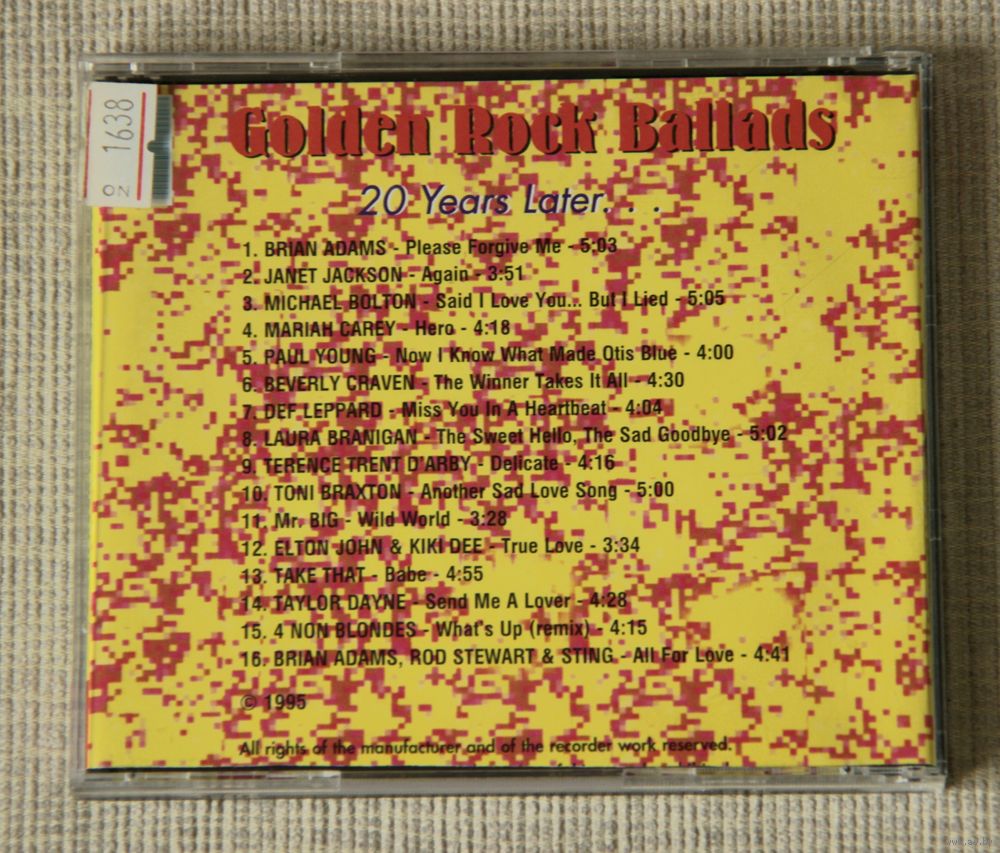 1638
Golden Rock Ballads
20 Years Later. . .
1. BRIAN ADAMS - Please Forgive Me - 5:03
2. JANET JACKSON - Again - 3:51
3. MICHAEL BOLTON - Said I Love You... But I Lied - 5:05
4. MARIAH CAREY - Hero - 4:18
5. PAUL YOUNG - Now I Know What Made Otis Blue - 4:00
6. BEVERLY CRAVEN - The Winner Takes It All - 4:30
7. DEF LEPPARD - Miss You In A Heartbeat - 4:04
8. LAURA BRANIGAN - The Sweet Hello, The Sad Goodbye - 5:02
9. TERENCE TRENT D'ARBY - Delicate - 4:16
10. TONI BRAXTON - Another Sad Love Song - 5:00
11. Mr. BIG - Wild World - 3:28
12. ELTON JOHN & KIKI DEE - True Love - 3:34
13. TAKE THAT - Babe - 4:55
14. TAYLOR DAYNE - Send Me A Lover - 4:28
15. 4 NON BLONDES - What's Up (remix) - 4:15
16. BRIAN ADAMS, ROD STEWART & STING - All For Love - 4:41
© 1995
All rights of the manufacturer and of the recorder work reserved.